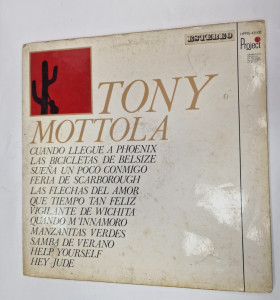 ESTEREO
Project
TONY
MOTTOLA
CUANDO LLEGUE A PHOENIX
LAS BICICLETAS DE BELSIZE
SUEÑA UN POCO CONMIGO
FERIA DE SCARBOROUGH
LAS FLECHAS DEL AMOR
QUE TIEMPO TAN FELIZ
VIGILANTE DE WICHITA
QUANDO M'INNAMORO
MANZANITAS VERDES
SAMBA DE VERANO
HELP YOURSELF
HEY JUDE